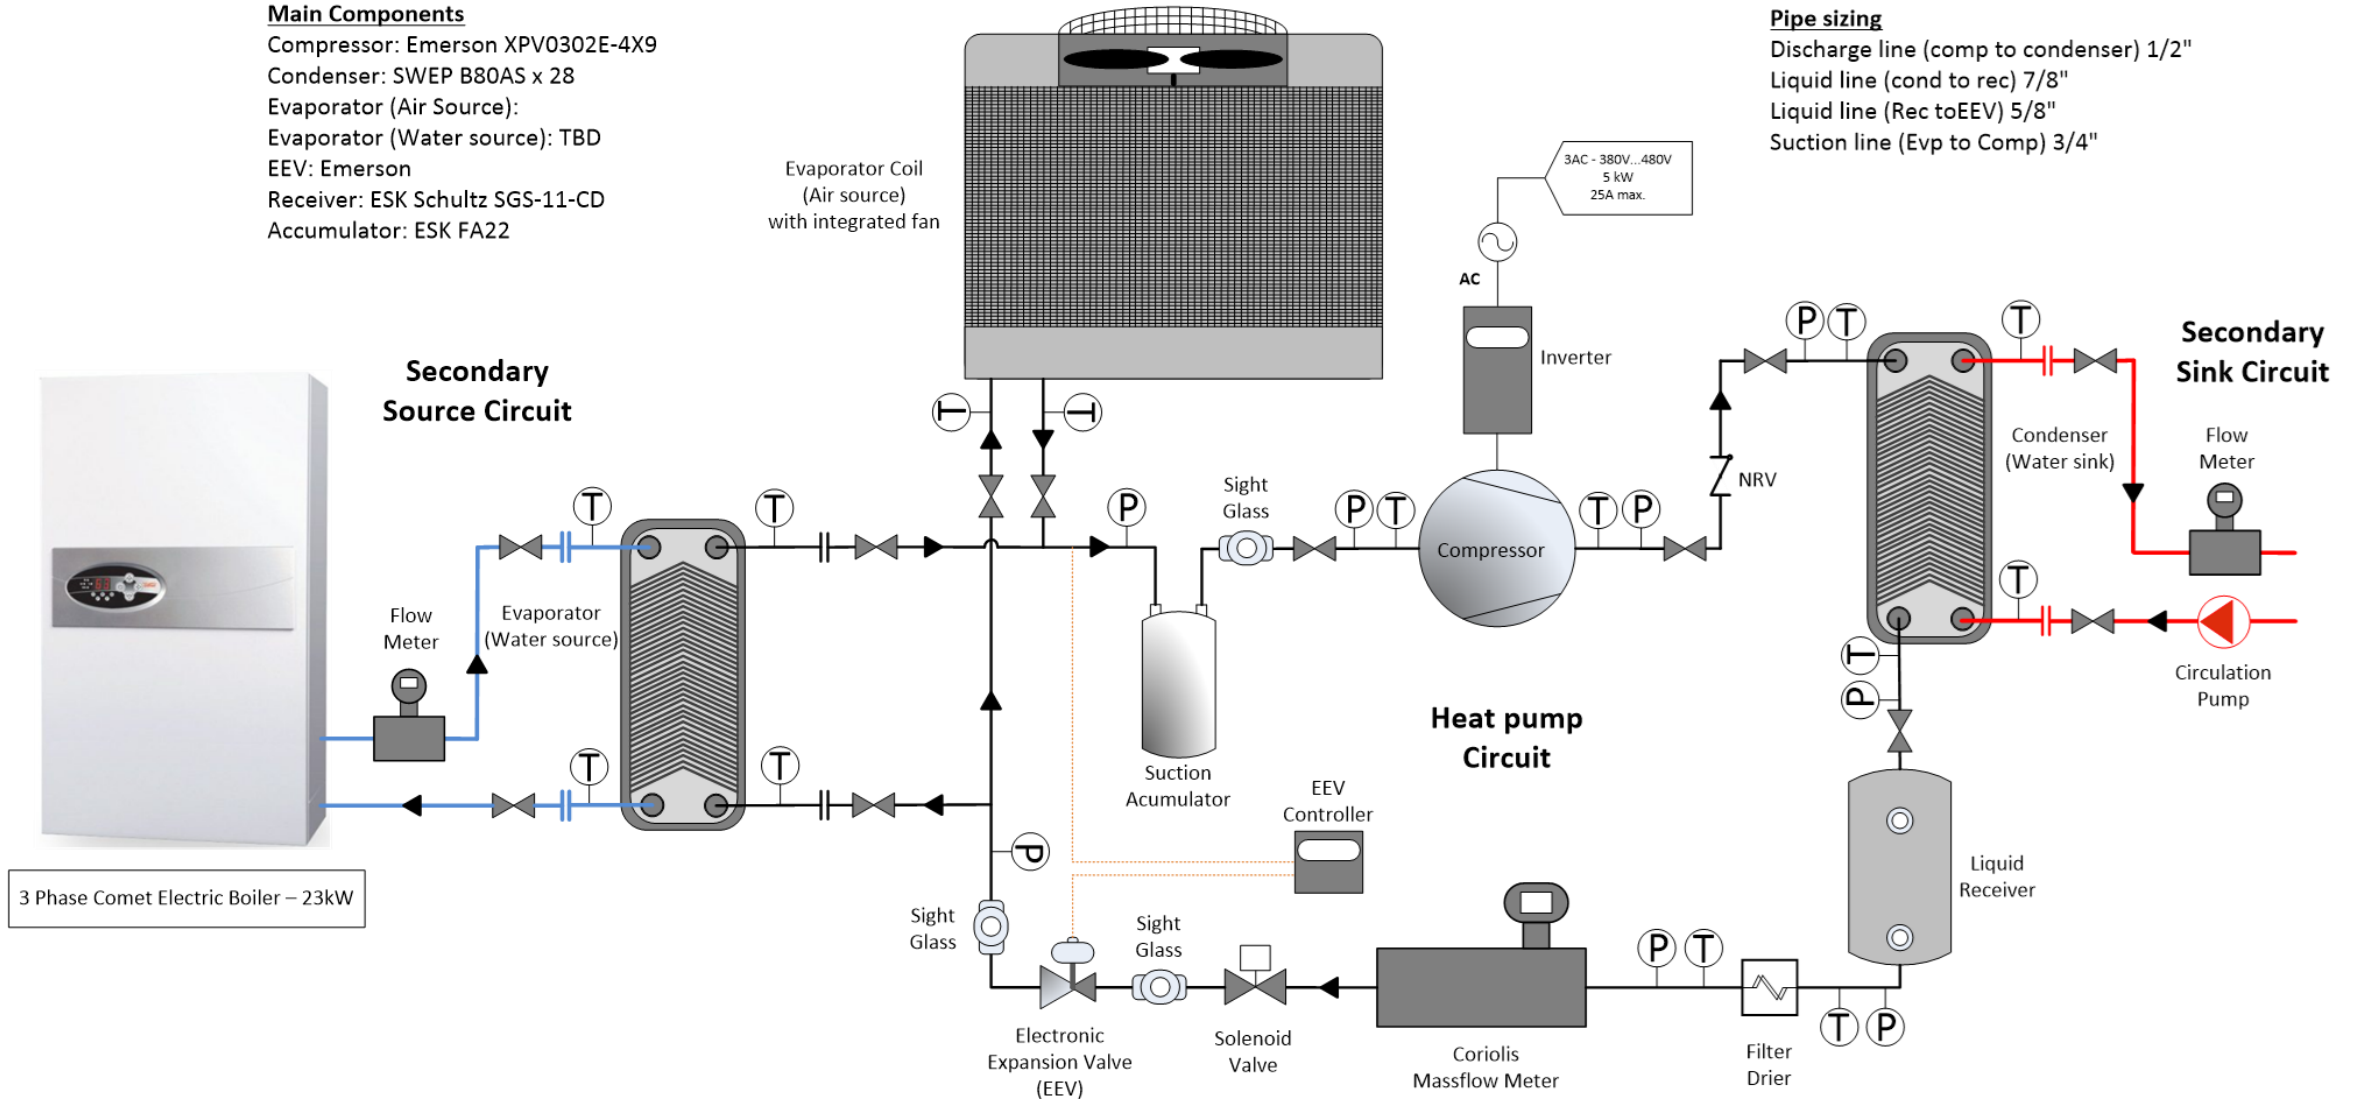 Main Components
Compressor: Emerson XPV0302E-4X9
Condenser: SWEP B80AS x 28
Evaporator (Air Source):
Evaporator (Water source): TBD
EEV: Emerson
Receiver: ESK Schultz SGS-11-CD
Accumulator: ESK FA22
Pipe sizing
Discharge line (comp to condenser) 1/2"
Liquid line (cond to rec) 7/8"
Liquid line (Rec toEEV) 5/8"
Suction line (Evp to Comp) 3/4"
Evaporator Coil
(Air source)
with integrated fan
3AC - 380V...480V
5 kW
25A max.
AC
Inverter
Secondary
Source Circuit
Secondary
Sink Circuit
P
T
T
T
T
Condenser
(Water sink)
Flow
Meter
NRV
Sight
Glass
T
T
P
P
T
Compressor
T
P
Evaporator
(Water source)
Flow
Meter
T
Circulation
Pump
T
P
Heat pump
Circuit
T
T
Suction
Acumulator
EEV
Controller
P
Liquid
Receiver
3 Phase Comet Electric Boiler – 23kW
Sight
Glass
Sight
Glass
P
T
T
P
Electronic
Expansion Valve
(EEV)
Solenoid
Valve
Coriolis
Massflow Meter
Filter
Drier